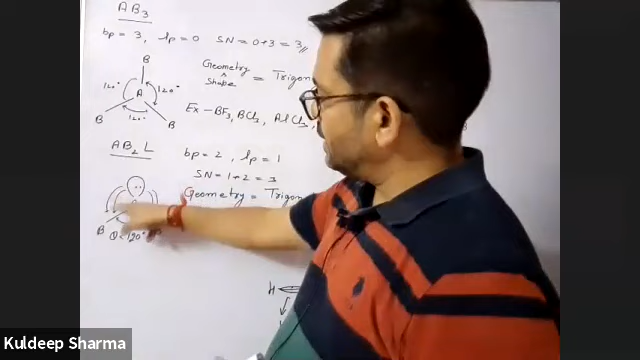 AB3
bp = 3, lp = 0 SN = 0+3 = 3
Geometry
^
Shape
= Trigon
B
120° 120°
A
120°
B B
Ex - BF3, BCl3, AlCl3,
AB2L
bp = 2, lp = 1
SN = 1+2 = 3
Geometry = Trigon
B
θ<120°
H
Kuldeep Sharma